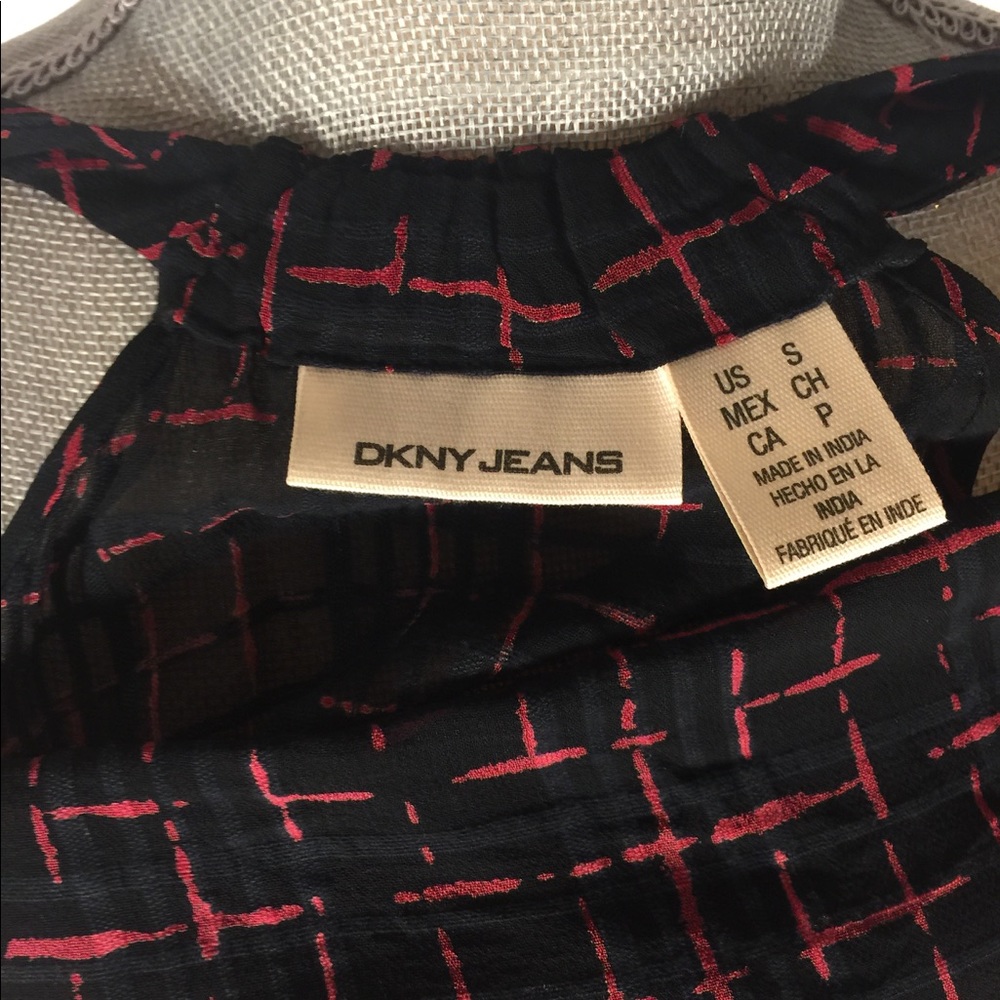 DKNY JEANS
US S
MEX CH
CA P
MADE IN INDIA
HECHO EN LA
INDIA
FABRIQUÉ EN INDE